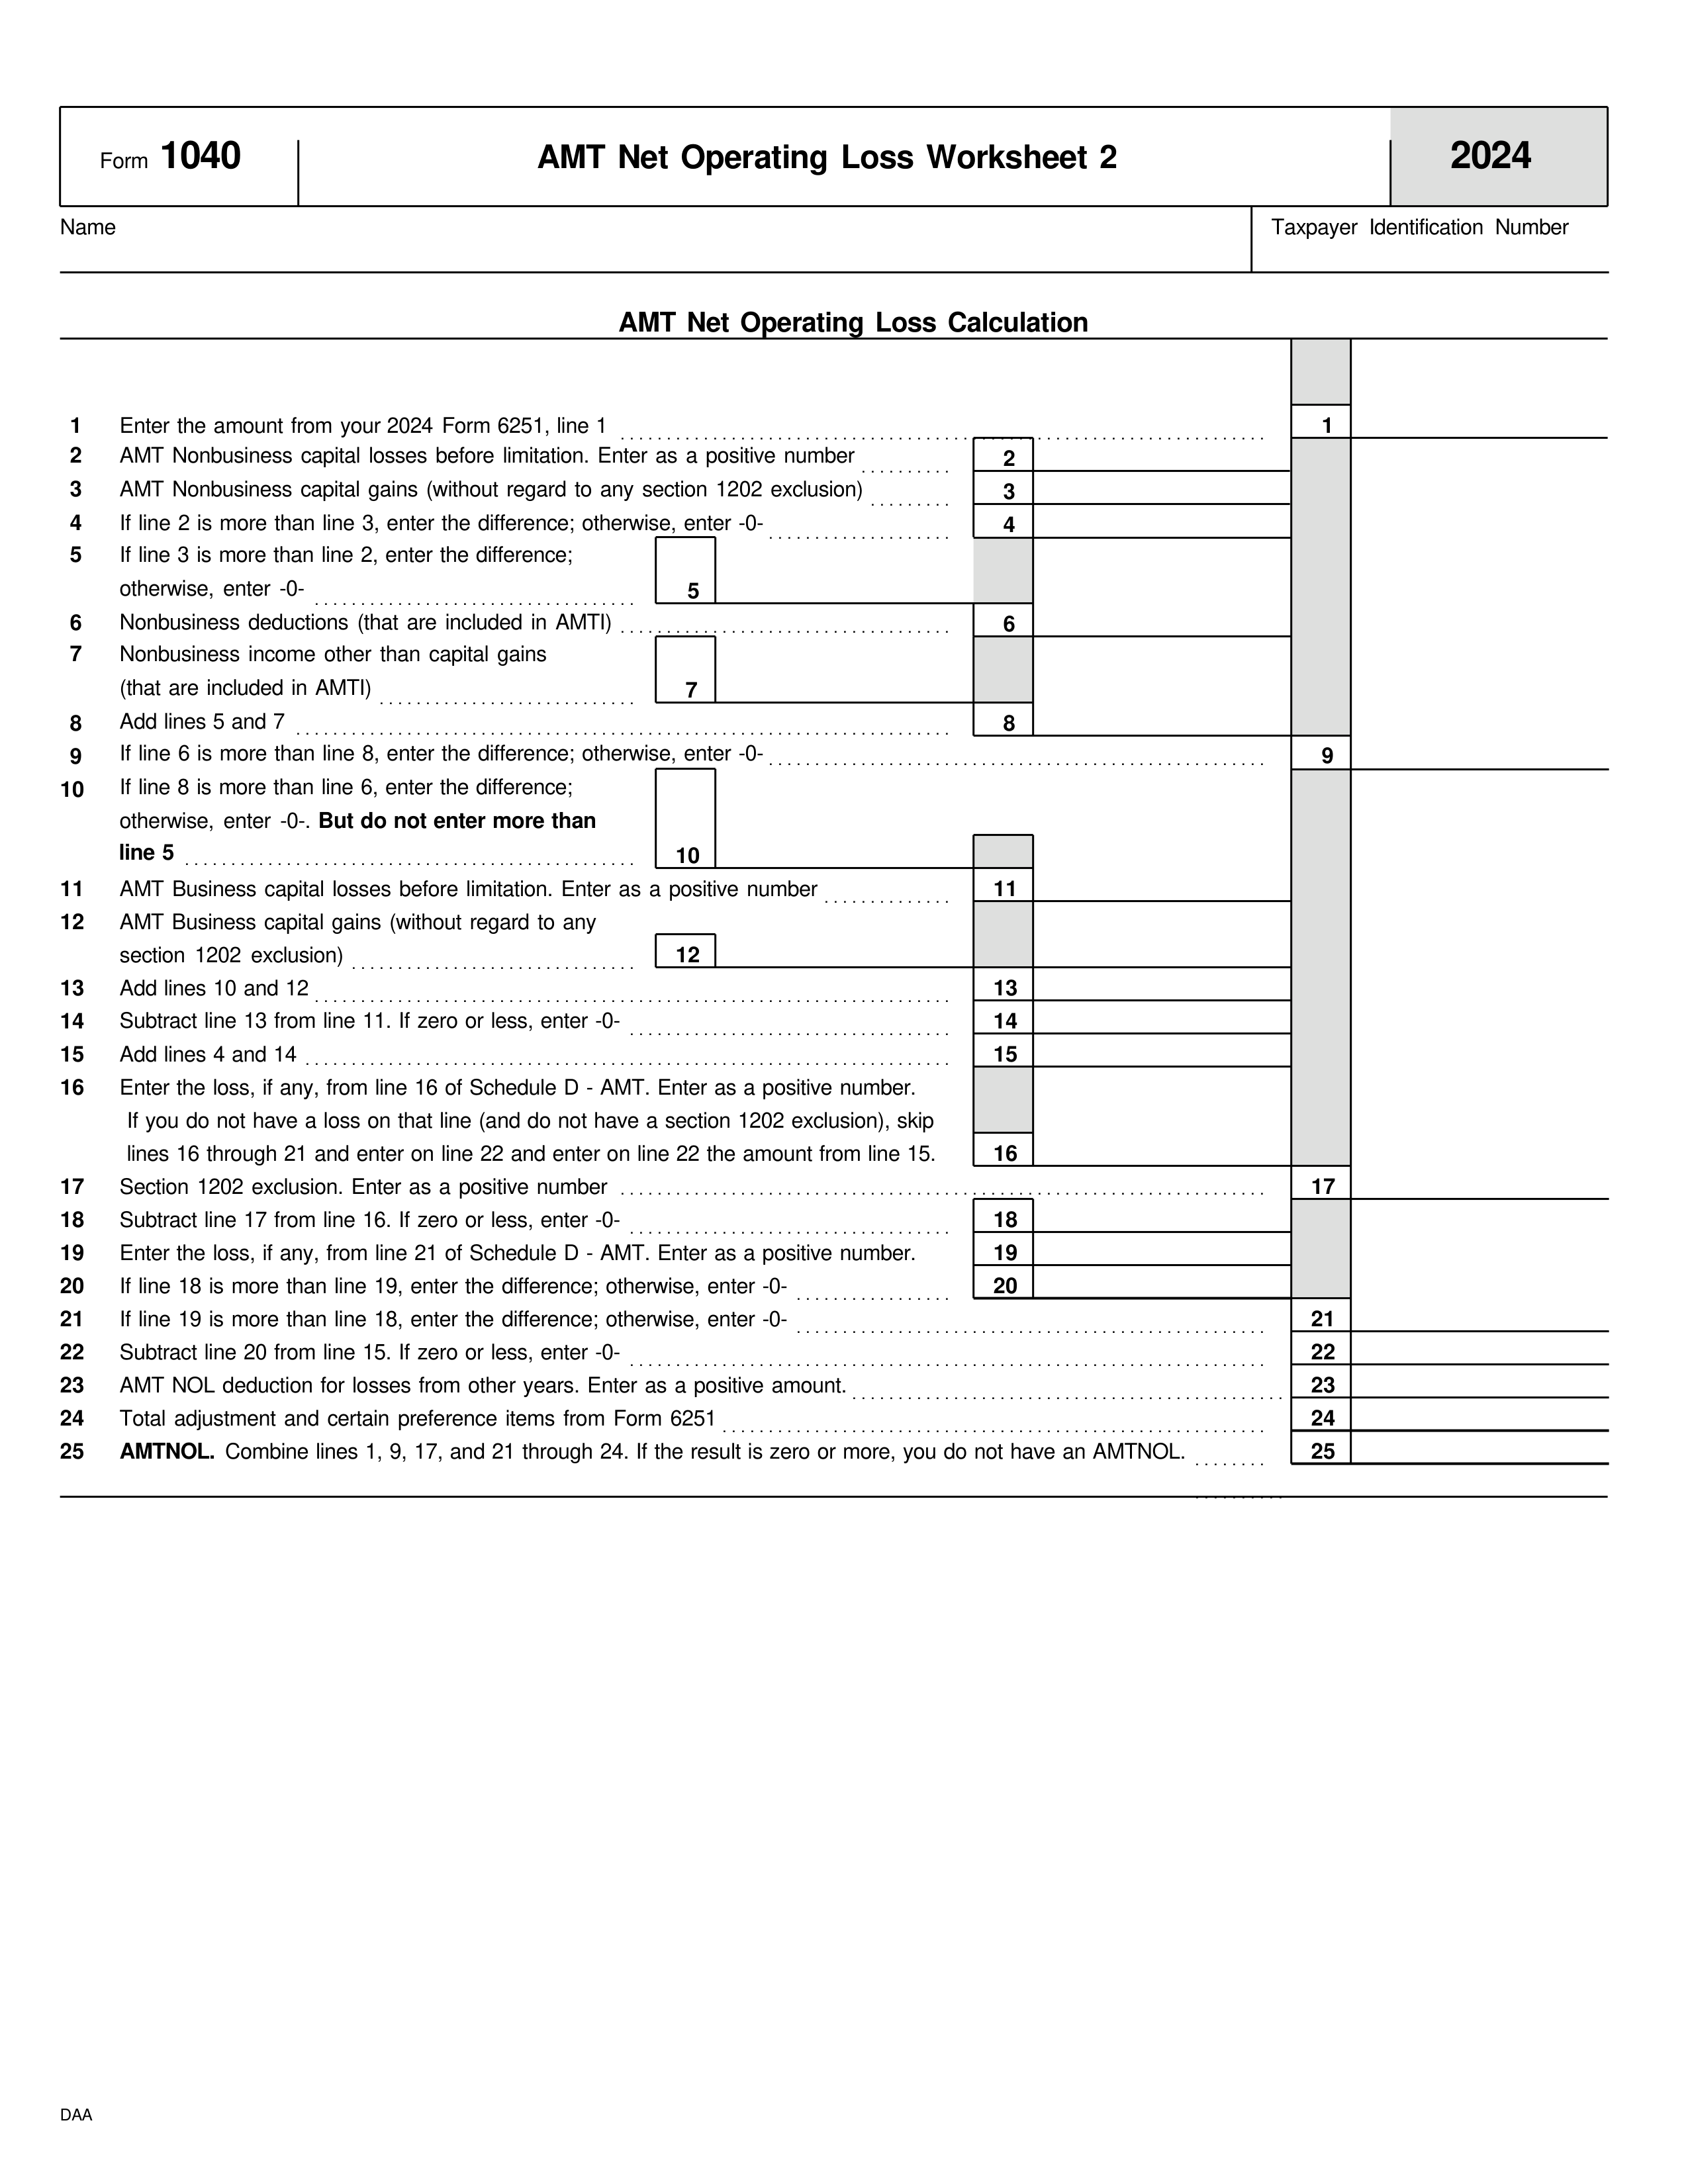 Form 1040
AMT Net Operating Loss Worksheet 2
2024
Name
Taxpayer Identification Number
AMT Net Operating Loss Calculation
1 Enter the amount from your 2024 Form 6251, line 1 1
2 AMT Nonbusiness capital losses before limitation. Enter as a positive number 2
3 AMT Nonbusiness capital gains (without regard to any section 1202 exclusion) 3
4 If line 2 is more than line 3, enter the difference; otherwise, enter -0- 4
5 If line 3 is more than line 2, enter the difference;
otherwise, enter -0- 5
6 Nonbusiness deductions (that are included in AMTI) 6
7 Nonbusiness income other than capital gains
(that are included in AMTI) 7
8 Add lines 5 and 7 8
9 If line 6 is more than line 8, enter the difference; otherwise, enter -0- 9
10 If line 8 is more than line 6, enter the difference;
otherwise, enter -0-. But do not enter more than
line 5 10
11 AMT Business capital losses before limitation. Enter as a positive number 11
12 AMT Business capital gains (without regard to any
section 1202 exclusion) 12
13 Add lines 10 and 12 13
14 Subtract line 13 from line 11. If zero or less, enter -0- 14
15 Add lines 4 and 14 15
16 Enter the loss, if any, from line 16 of Schedule D - AMT. Enter as a positive number.
If you do not have a loss on that line (and do not have a section 1202 exclusion), skip
lines 16 through 21 and enter on line 22 and enter on line 22 the amount from line 15. 16
17 Section 1202 exclusion. Enter as a positive number 17
18 Subtract line 17 from line 16. If zero or less, enter -0- 18
19 Enter the loss, if any, from line 21 of Schedule D - AMT. Enter as a positive number. 19
20 If line 18 is more than line 19, enter the difference; otherwise, enter -0- 20
21 If line 19 is more than line 18, enter the difference; otherwise, enter -0- 21
22 Subtract line 20 from line 15. If zero or less, enter -0- 22
23 AMT NOL deduction for losses from other years. Enter as a positive amount. 23
24 Total adjustment and certain preference items from Form 6251 24
25 AMTNOL. Combine lines 1, 9, 17, and 21 through 24. If the result is zero or more, you do not have an AMTNOL. 25
DAA